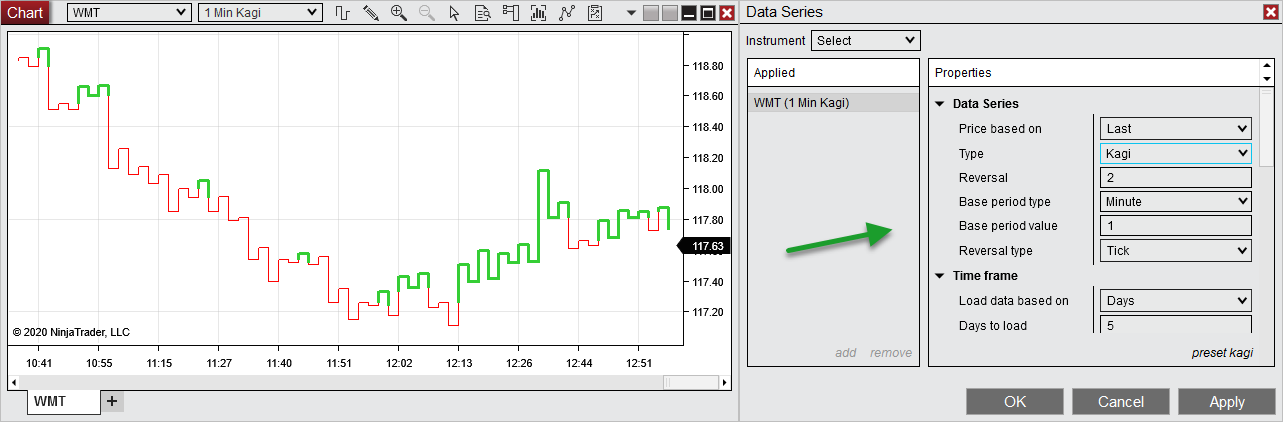 Chart WMT 1 Min Kagi
118.80
118.60
118.40
118.20
118.00
117.80
117.63
117.40
117.20
© 2020 NinjaTrader, LLC
10:41 10:55 11:15 11:27 11:40 11:51 12:02 12:13 12:26 12:44 12:51
WMT +
Data Series
Instrument Select
Applied
WMT (1 Min Kagi)
add remove
Properties
Data Series
Price based on Last
Type Kagi
Reversal 2
Base period type Minute
Base period value 1
Reversal type Tick
Time frame
Load data based on Days
Days to load 5
preset kagi
OK Cancel Apply